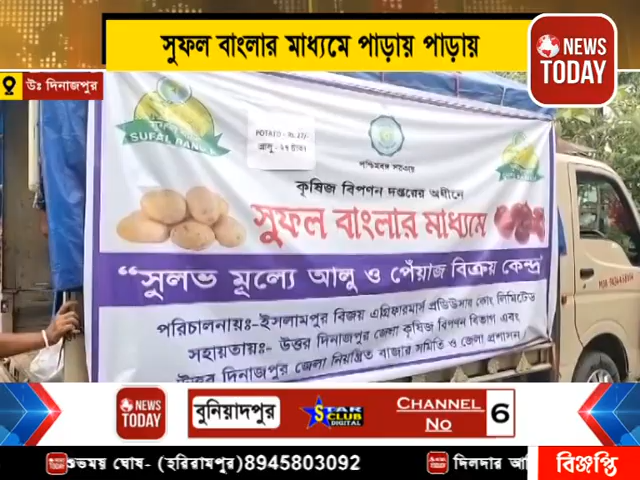 সুফল বাংলার মাধ্যমে পাড়ায় পাড়ায়
NEWS
TODAY
উঃ দিনাজপুর
SUFAL BANGLA
POTATO - Rs. 27/-
আলু - ২৭ টাকা
পশ্চিমবঙ্গ সরকার
কৃষিজ বিপণন দপ্তরের অধীনে
সুফল বাংলার মাধ্যমে
“সুলভ মূল্যে আলু ও পেঁয়াজ বিক্রয় কেন্দ্র
পরিচালনায়ঃ- ইসলামপুর বিজয় এগ্রিফারমার্স প্রডিউসার কোং লিমিটেড
সহায়তায়ঃ- উত্তর দিনাজপুর জেলা কৃষিজ বিপণন বিভাগ এবং
উত্তর দিনাজপুর জেলা নিয়ন্ত্রিত বাজার সমিতি ও জেলা প্রশাসন।
NEWS
TODAY
বুনিয়াদপুর
STAR
CLUB
DIGITAL
CHANNEL
No
6
ভময় ঘোষ- (হরিরামপুর)8945803092
দিলদার আ
বিজ্ঞপ্তি